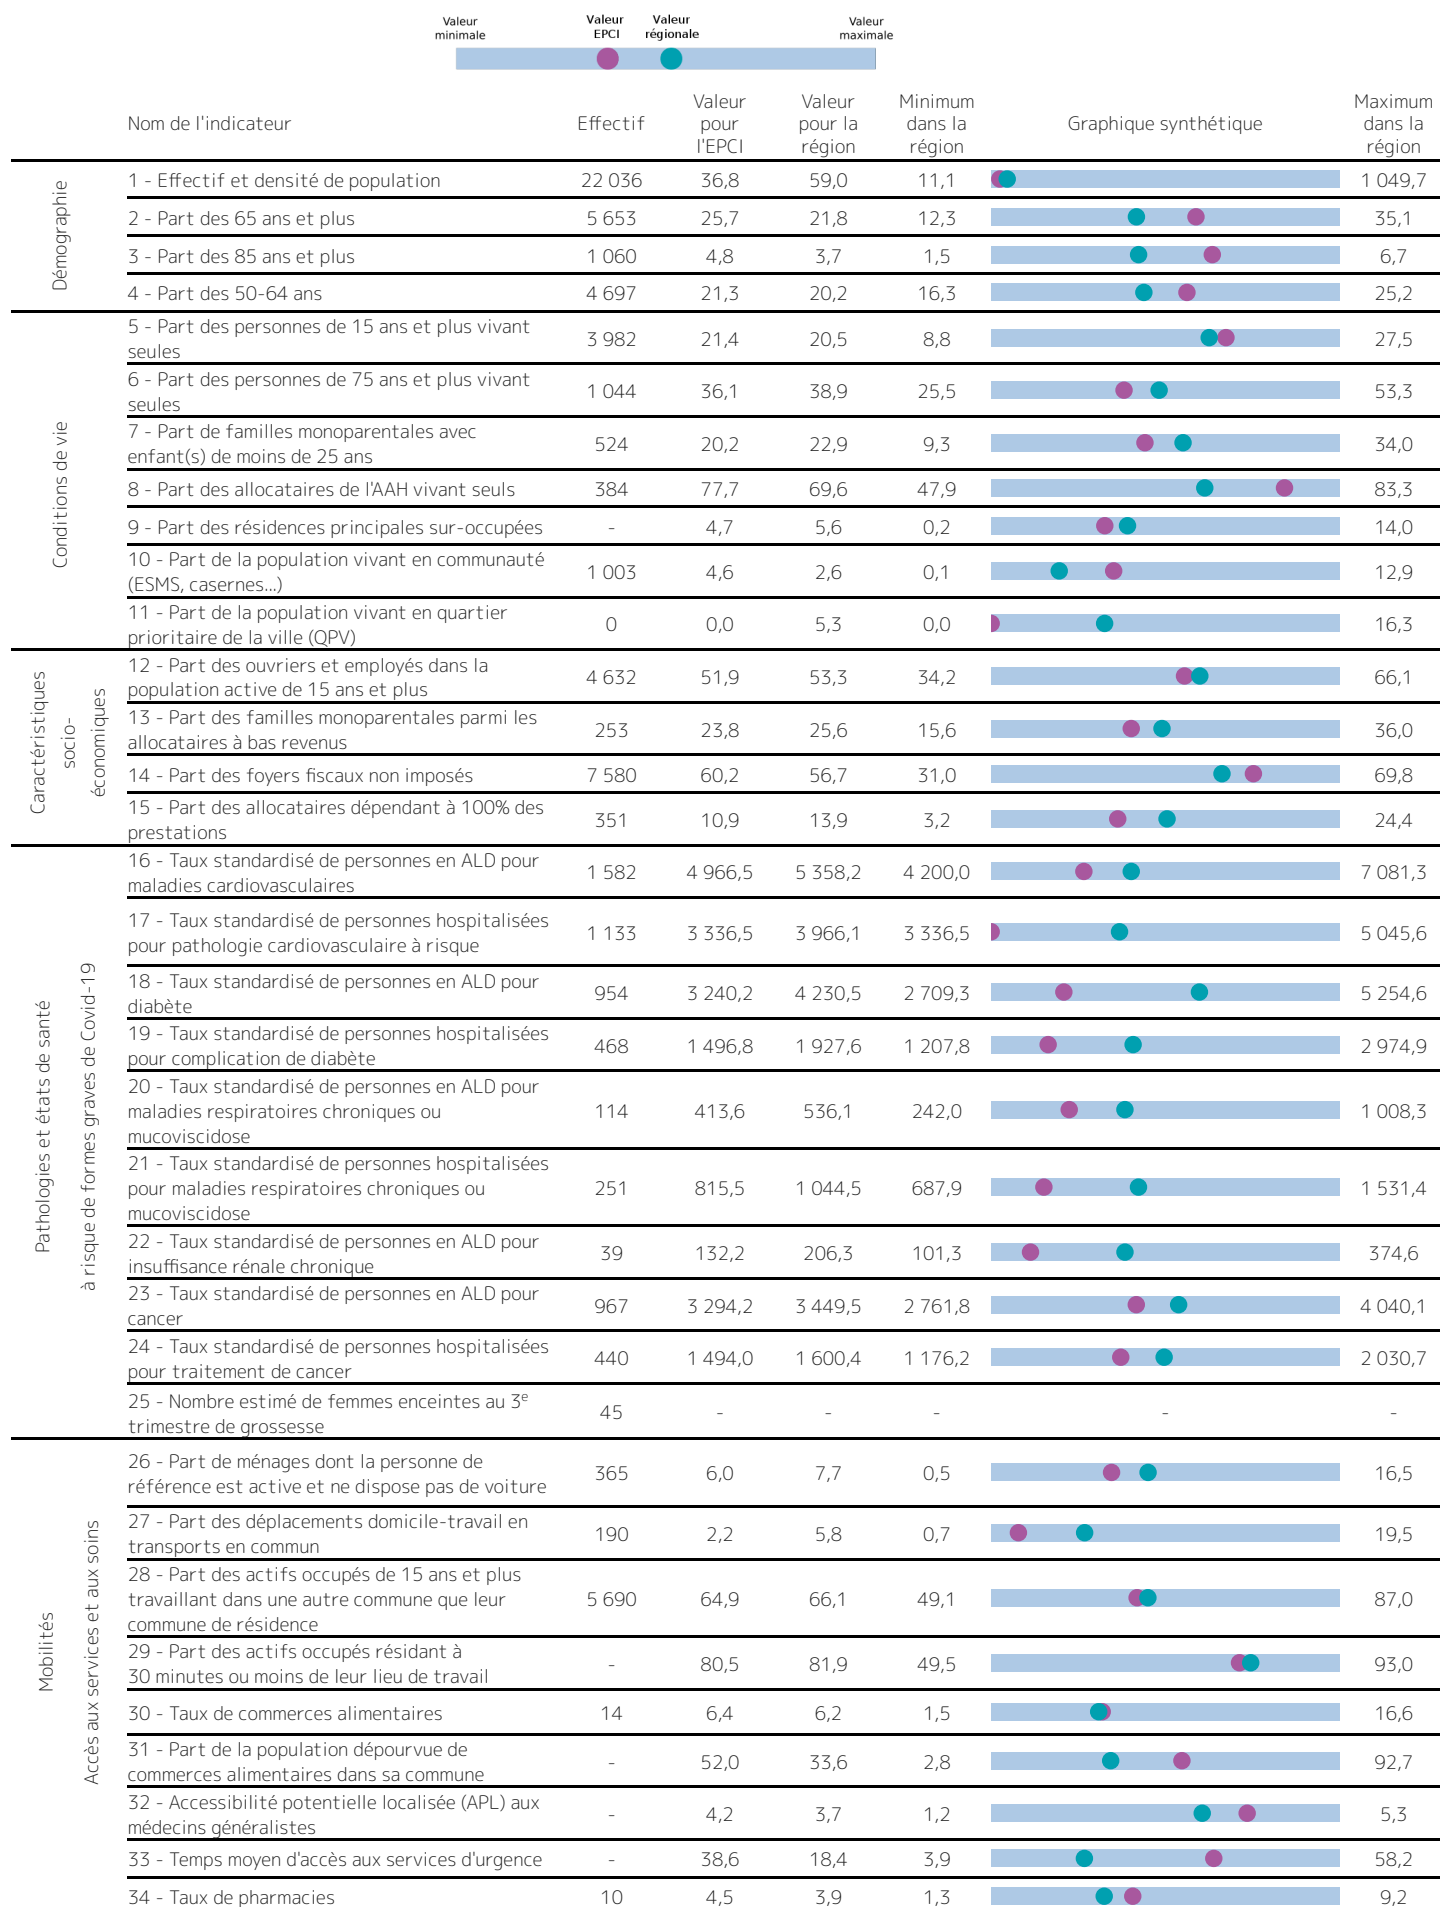 Valeur minimale
Valeur EPCI
Valeur régionale
Valeur maximale
Nom de l'indicateur
Effectif
Valeur pour l'EPCI
Valeur pour la région
Minimum dans la région
Graphique synthétique
Maximum dans la région
Démographie
1 - Effectif et densité de population 22 036 36,8 59,0 11,1 1 049,7
2 - Part des 65 ans et plus 5 653 25,7 21,8 12,3 35,1
3 - Part des 85 ans et plus 1 060 4,8 3,7 1,5 6,7
4 - Part des 50-64 ans 4 697 21,3 20,2 16,3 25,2
Conditions de vie
5 - Part des personnes de 15 ans et plus vivant
seules 3 982 21,4 20,5 8,8 27,5
6 - Part des personnes de 75 ans et plus vivant
seules 1 044 36,1 38,9 25,5 53,3
7 - Part de familles monoparentales avec
enfant(s) de moins de 25 ans 524 20,2 22,9 9,3 34,0
8 - Part des allocataires de l'AAH vivant seuls 384 77,7 69,6 47,9 83,3
9 - Part des résidences principales sur-occupées - 4,7 5,6 0,2 14,0
10 - Part de la population vivant en communauté
(ESMS, casernes...) 1 003 4,6 2,6 0,1 12,9
11 - Part de la population vivant en quartier
prioritaire de la ville (QPV) 0 0,0 5,3 0,0 16,3
Caractéristiques
socio-
économiques
12 - Part des ouvriers et employés dans la
population active de 15 ans et plus 4 632 51,9 53,3 34,2 66,1
13 - Part des familles monoparentales parmi les
allocataires à bas revenus 253 23,8 25,6 15,6 36,0
14 - Part des foyers fiscaux non imposés 7 580 60,2 56,7 31,0 69,8
15 - Part des allocataires dépendant à 100% des
prestations 351 10,9 13,9 3,2 24,4
Pathologies et états de santé
à risque de formes graves de Covid-19
16 - Taux standardisé de personnes en ALD pour
maladies cardiovasculaires 1 582 4 966,5 5 358,2 4 200,0 7 081,3
17 - Taux standardisé de personnes hospitalisées
pour pathologie cardiovasculaire à risque 1 133 3 336,5 3 966,1 3 336,5 5 045,6
18 - Taux standardisé de personnes en ALD pour
diabète 954 3 240,2 4 230,5 2 709,3 5 254,6
19 - Taux standardisé de personnes hospitalisées
pour complication de diabète 468 1 496,8 1 927,6 1 207,8 2 974,9
20 - Taux standardisé de personnes en ALD pour
maladies respiratoires chroniques ou 114 413,6 536,1 242,0 1 008,3
mucoviscidose
21 - Taux standardisé de personnes hospitalisées
pour maladies respiratoires chroniques ou 251 815,5 1 044,5 687,9 1 531,4
mucoviscidose
22 - Taux standardisé de personnes en ALD pour
insuffisance rénale chronique 39 132,2 206,3 101,3 374,6
23 - Taux standardisé de personnes en ALD pour
cancer 967 3 294,2 3 449,5 2 761,8 4 040,1
24 - Taux standardisé de personnes hospitalisées
pour traitement de cancer 440 1 494,0 1 600,4 1 176,2 2 030,7
25 - Nombre estimé de femmes enceintes au 3e
trimestre de grossesse 45 - - - - -
Mobilités
Accès aux services et aux soins
26 - Part de ménages dont la personne de
référence est active et ne dispose pas de voiture 365 6,0 7,7 0,5 16,5
27 - Part des déplacements domicile-travail en
transports en commun 190 2,2 5,8 0,7 19,5
28 - Part des actifs occupés de 15 ans et plus
travaillant dans une autre commune que leur 5 690 64,9 66,1 49,1 87,0
commune de résidence
29 - Part des actifs occupés résidant à
30 minutes ou moins de leur lieu de travail - 80,5 81,9 49,5 93,0
30 - Taux de commerces alimentaires 14 6,4 6,2 1,5 16,6
31 - Part de la population dépourvue de
commerces alimentaires dans sa commune - 52,0 33,6 2,8 92,7
32 - Accessibilité potentielle localisée (APL) aux
médecins généralistes - 4,2 3,7 1,2 5,3
33 - Temps moyen d'accès aux services d'urgence - 38,6 18,4 3,9 58,2
34 - Taux de pharmacies 10 4,5 3,9 1,3 9,2